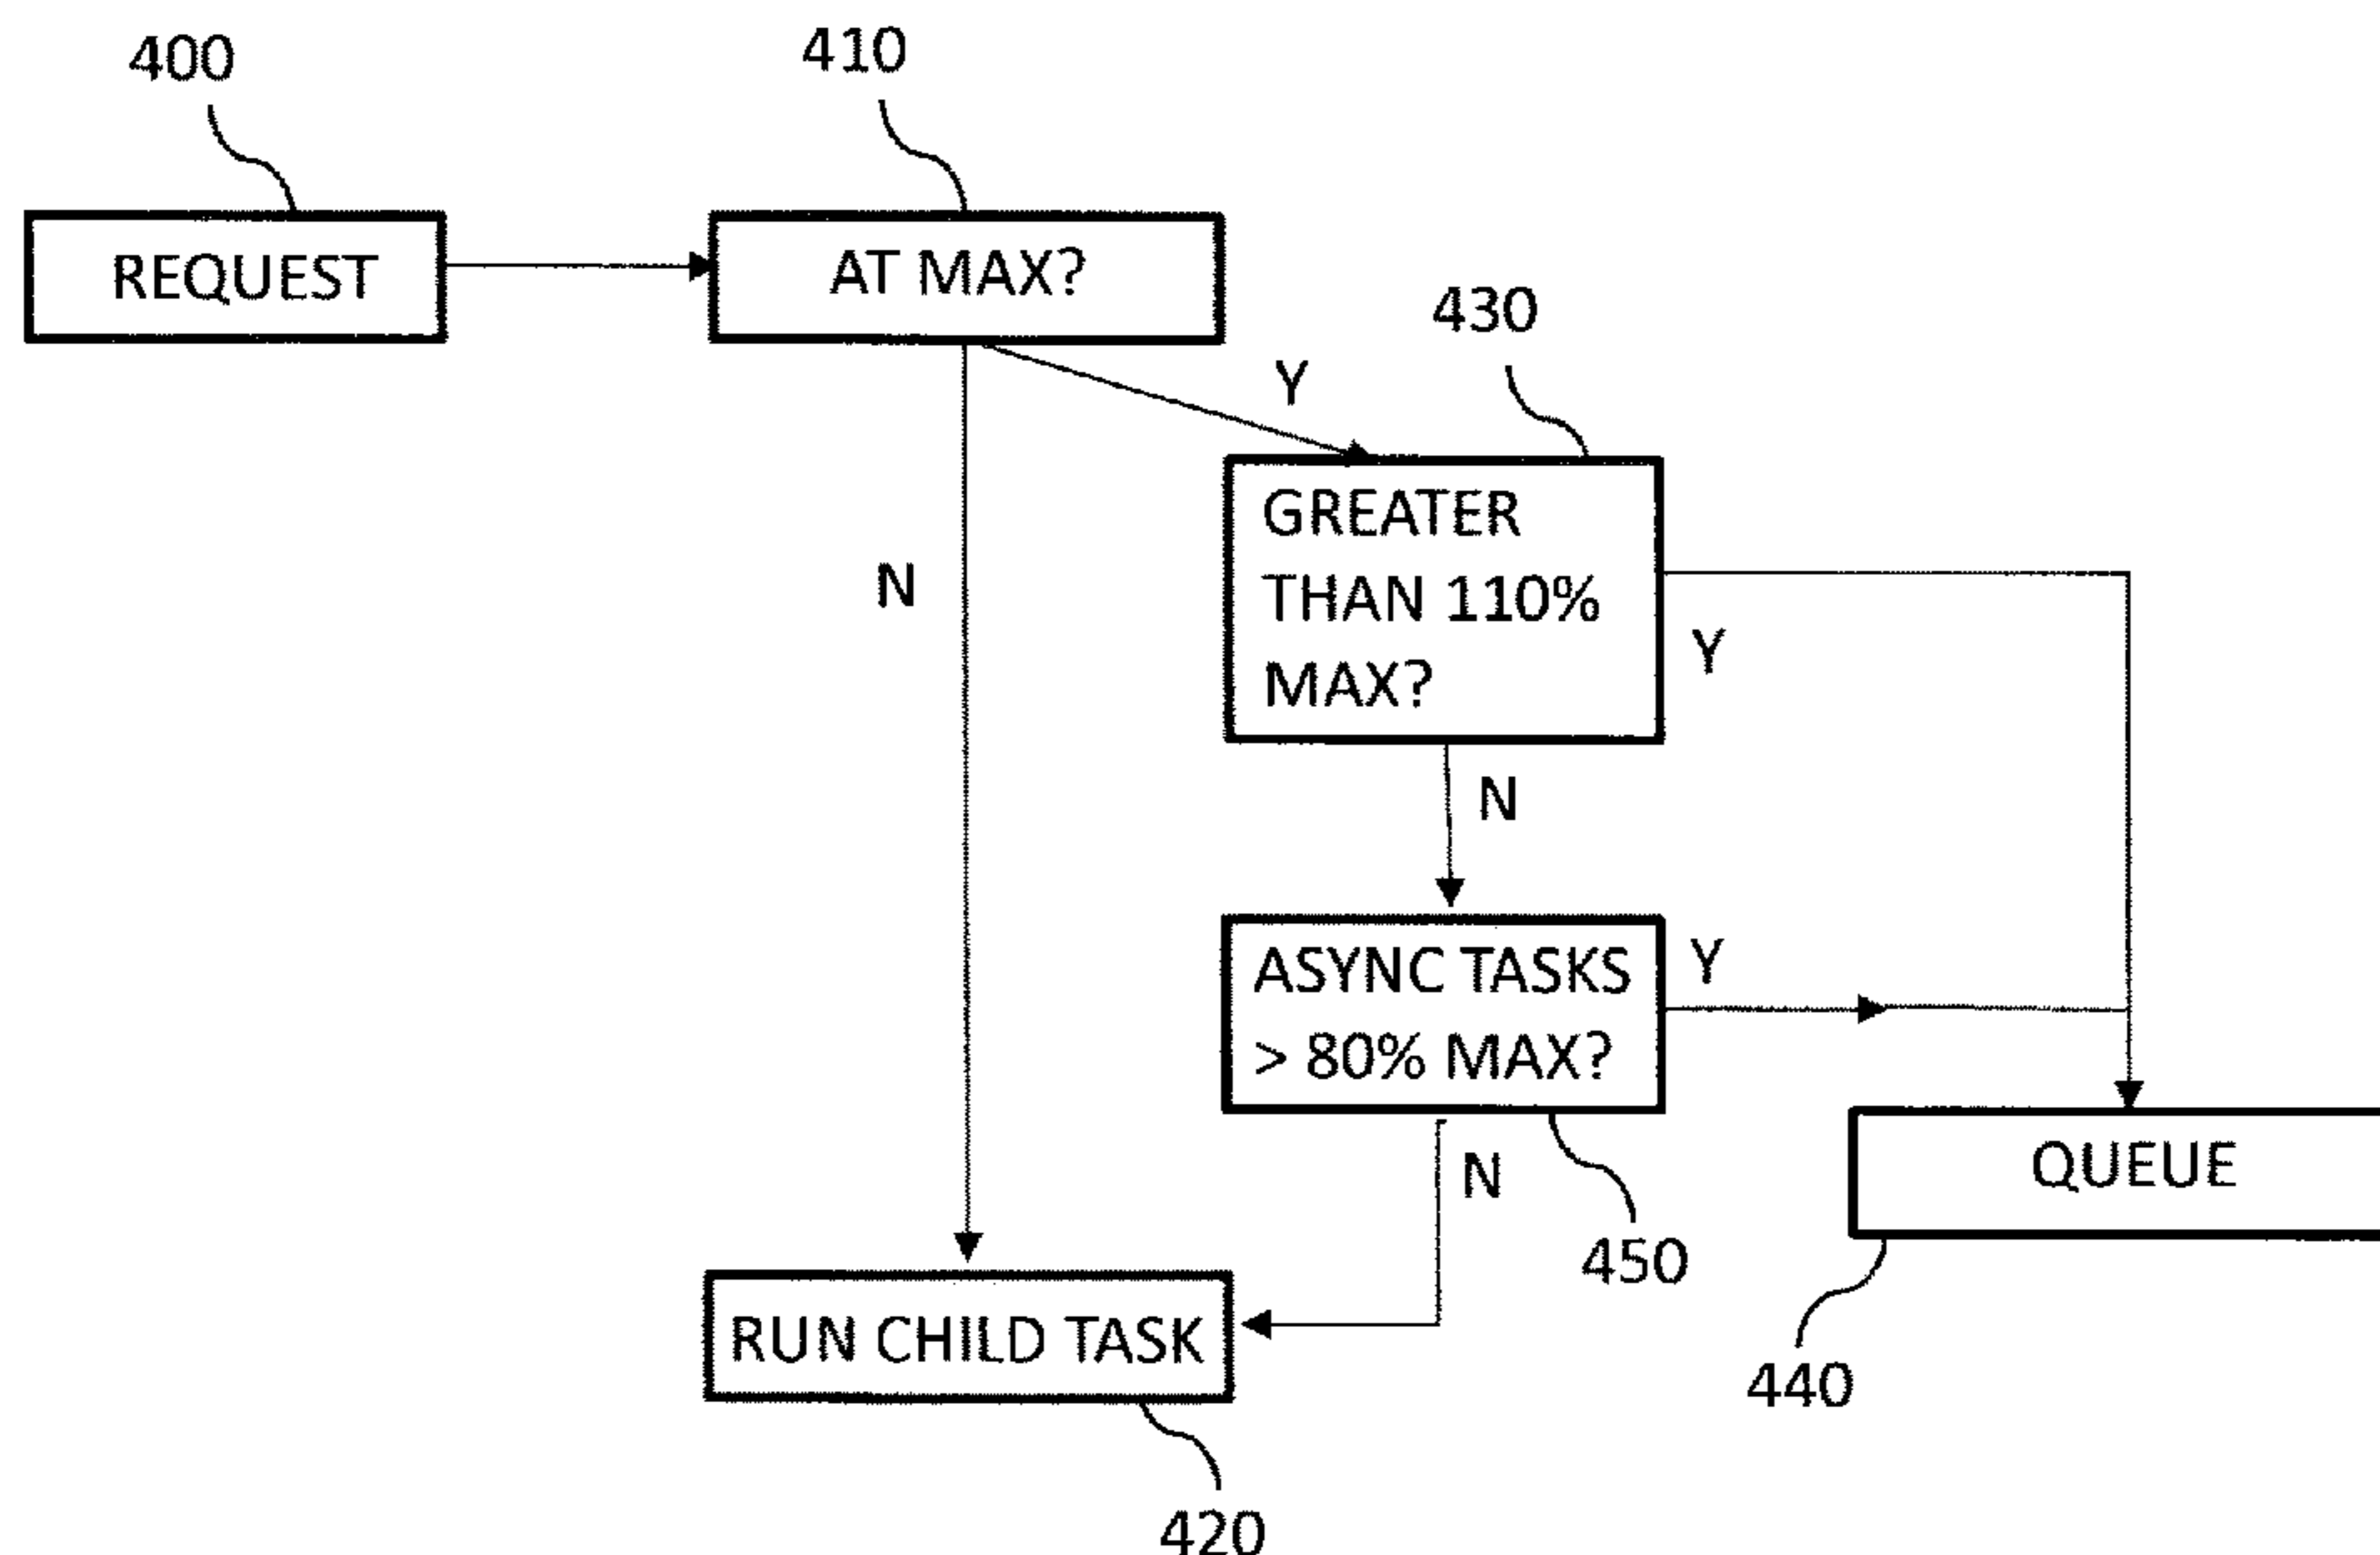 400
410
REQUEST
AT MAX?
430
Y
GREATER
THAN 110%
MAX?
N
Y
N
ASYNC TASKS
> 80% MAX?
Y
QUEUE
N
450
RUN CHILD TASK
440
420